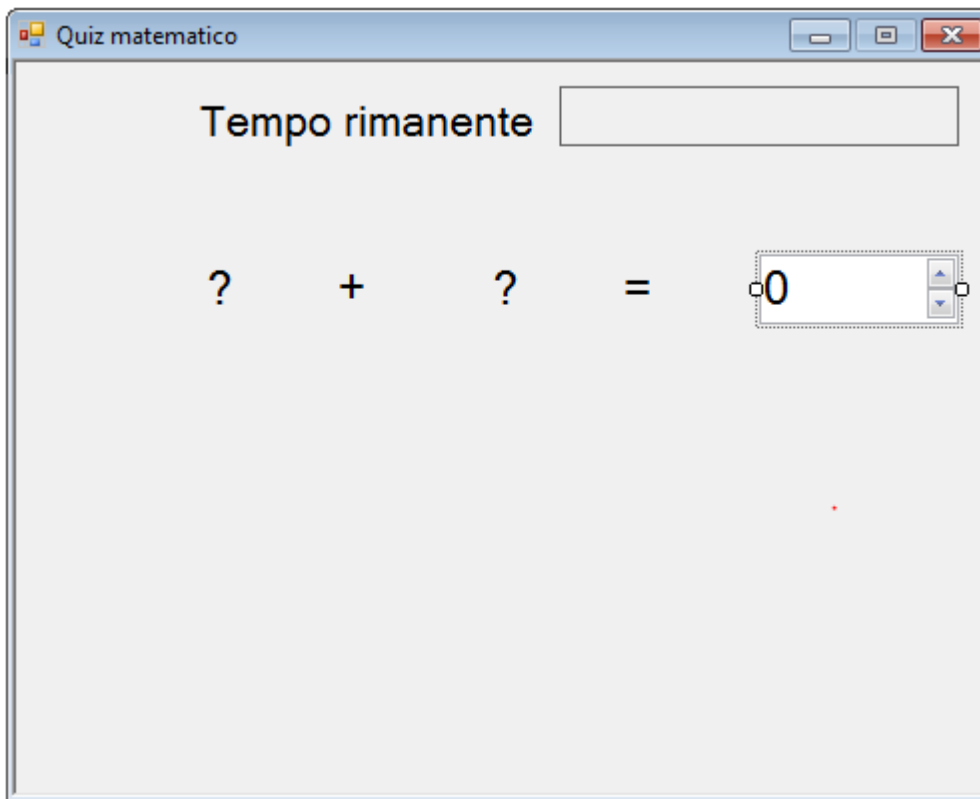 Quiz matematico
Tempo rimanente
? + ? = 0